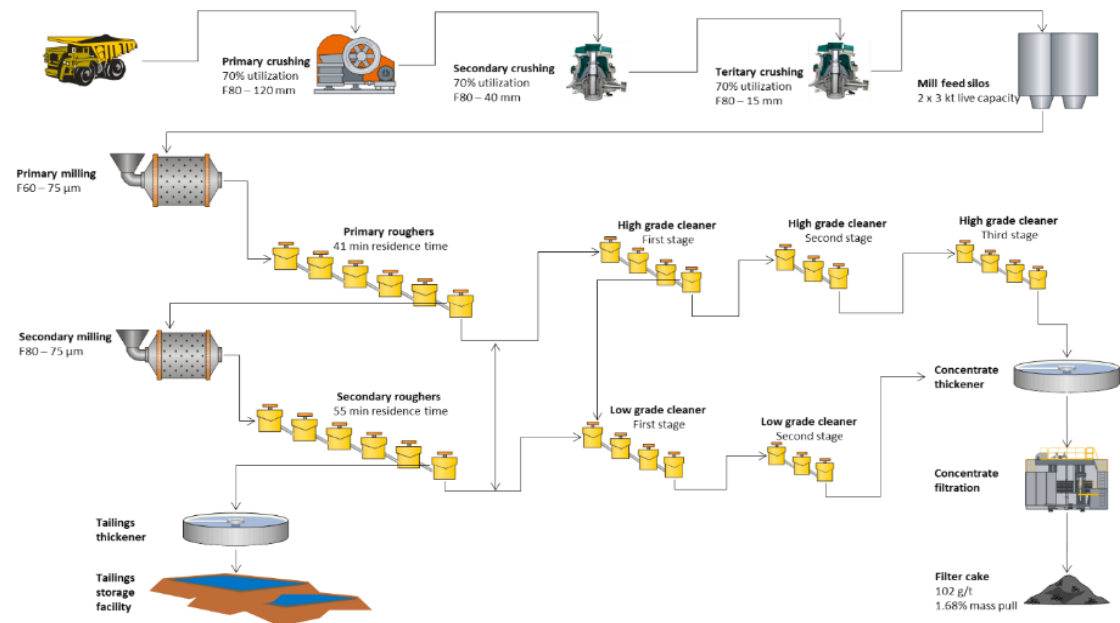 Primary crushing
70% utilization
F80 – 120 mm
Secondary crushing
70% utilization
F80 – 40 mm
Teritary crushing
70% utilization
F80 – 15 mm
Mill feed silos
2 x 3 kt live capacity
Primary milling
F60 – 75 µm
Primary roughers
41 min residence time
High grade cleaner
First stage
High grade cleaner
Second stage
High grade cleaner
Third stage
Secondary milling
F80 – 75 µm
Secondary roughers
55 min residence time
Low grade cleaner
First stage
Low grade cleaner
Second stage
Concentrate
thickener
Concentrate
filtration
Tailings
thickener
Tailings
storage
facility
Filter cake
102 g/t
1.68% mass pull